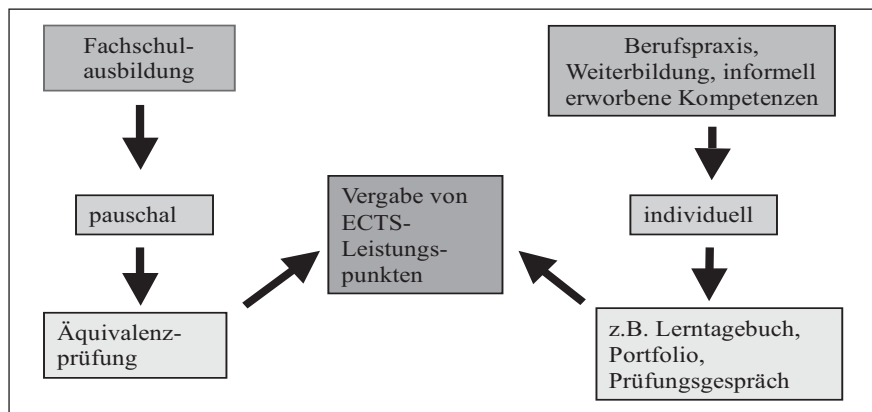 Fachschul-
ausbildung
Berufspraxis,
Weiterbildung, informell
erworbene Kompetenzen
pauschal
Vergabe von
ECTS-
Leistungs-
punkten
individuell
Äquivalenz-
prüfung
z.B. Lerntagebuch,
Portfolio,
Prüfungsgespräch